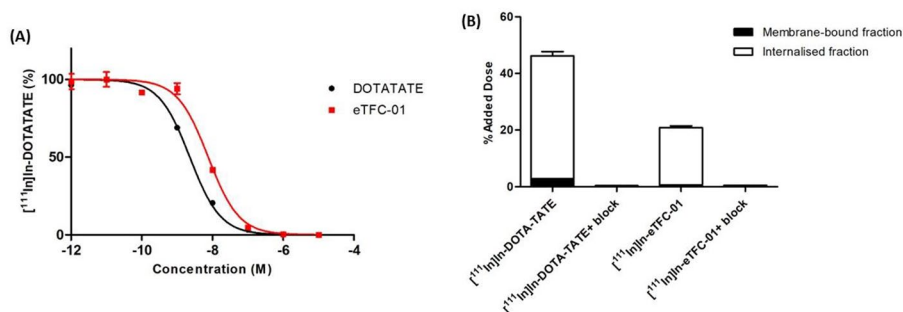 (A)
[¹¹¹In]In-DOTATATE (%)
100
50
0
-12
-10
-8
-6
-4
Concentration (M)
DOTATATE
eTFC-01
(B)
%Added Dose
60
40
20
0
Membrane-bound fraction
Internalised fraction
[¹¹¹In]In-DOTA-TATE
[¹¹¹In]In-DOTA-TATE+ block
[¹¹¹In]In-eTFC-01
[¹¹¹In]In-eTFC-01+ block